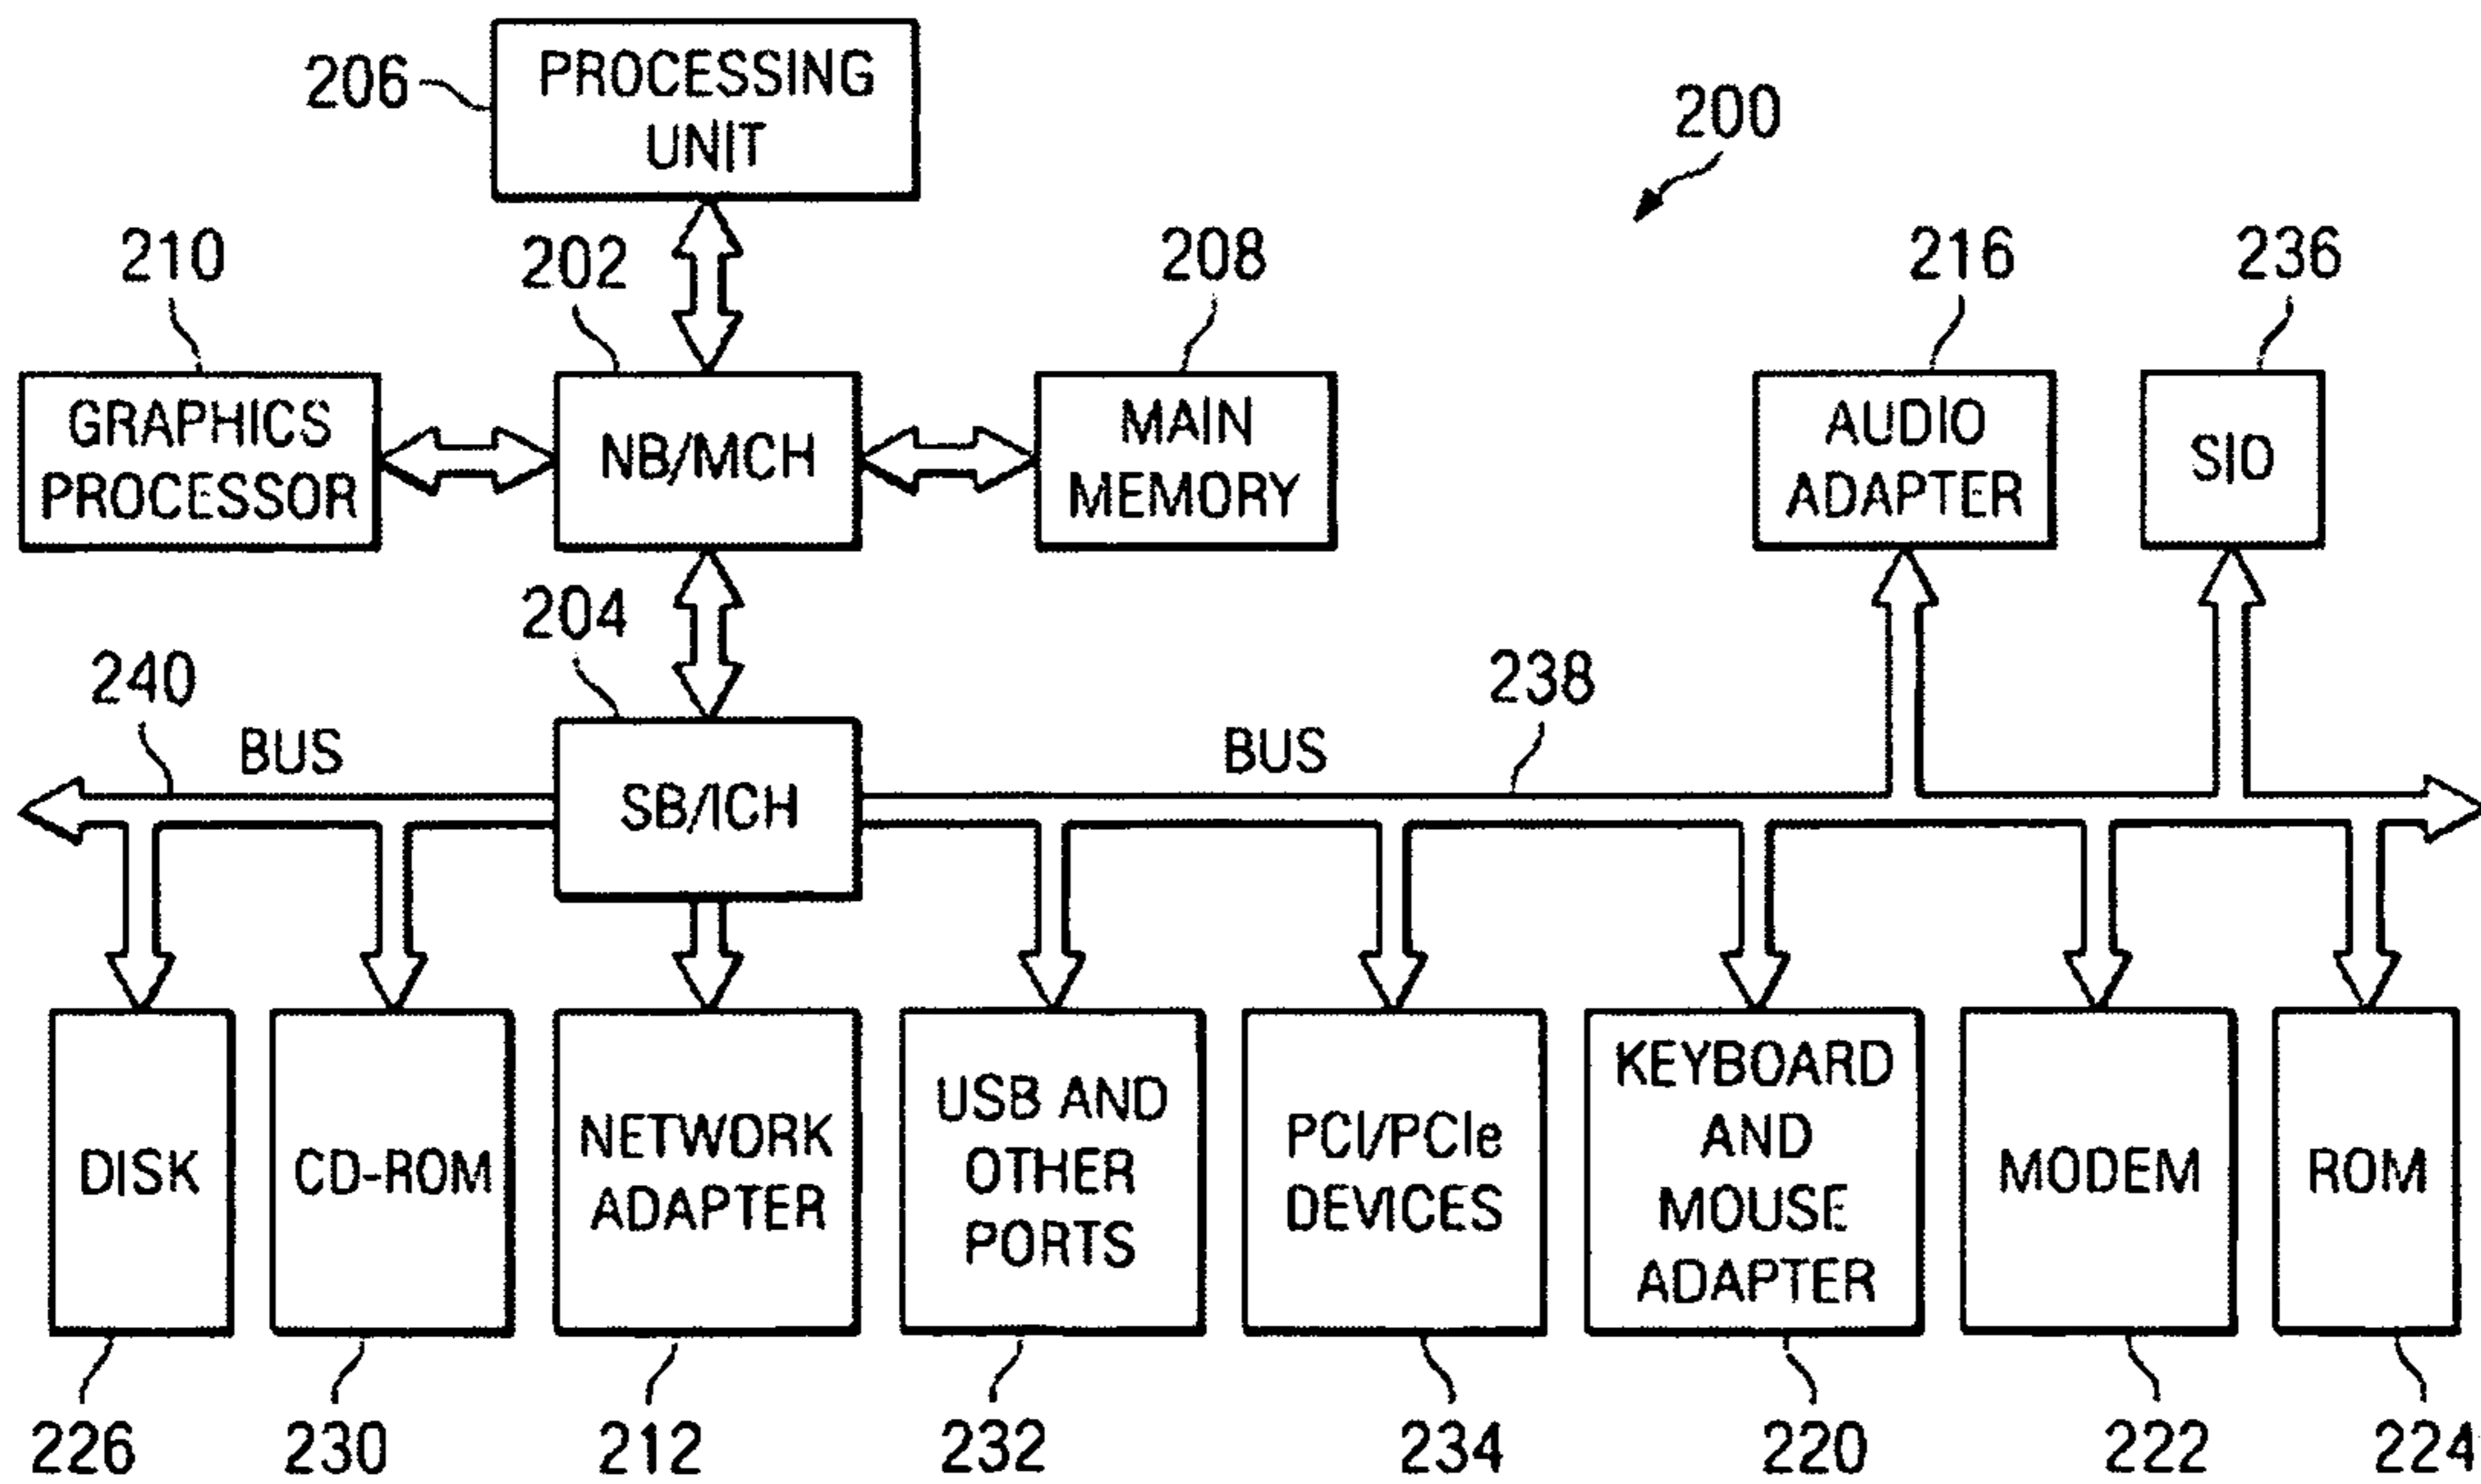 206
PROCESSING
UNIT
200
210
202
208
216
236
GRAPHICS
PROCESSOR
NB/MCH
MAIN
MEMORY
AUDIO
ADAPTER
SIO
204
240
BUS
238
BUS
SB/ICH
DISK
CD-ROM
NETWORK
ADAPTER
USB AND
OTHER
PORTS
PCI/PCIe
DEVICES
KEYBOARD
AND
MOUSE
ADAPTER
MODEM
ROM
226
230
212
232
234
220
222
224